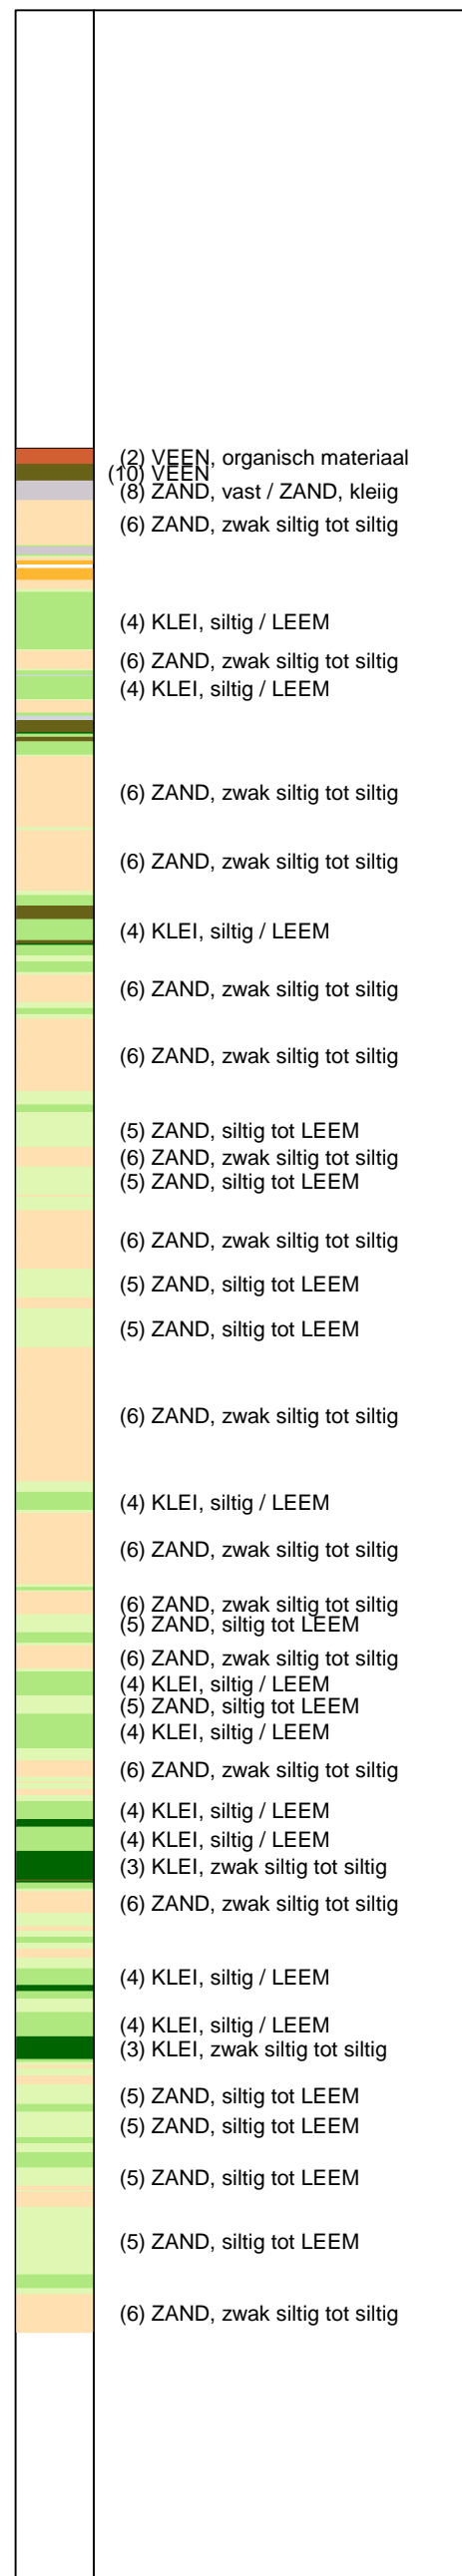 (2) VEEN, organisch materiaal
(10) VEEN
(8) ZAND, vast / ZAND, kleiig
(6) ZAND, zwak siltig tot siltig
(4) KLEI, siltig / LEEM
(6) ZAND, zwak siltig tot siltig
(4) KLEI, siltig / LEEM
(6) ZAND, zwak siltig tot siltig
(6) ZAND, zwak siltig tot siltig
(4) KLEI, siltig / LEEM
(6) ZAND, zwak siltig tot siltig
(6) ZAND, zwak siltig tot siltig
(5) ZAND, siltig tot LEEM
(6) ZAND, zwak siltig tot siltig
(5) ZAND, siltig tot LEEM
(6) ZAND, zwak siltig tot siltig
(5) ZAND, siltig tot LEEM
(5) ZAND, siltig tot LEEM
(6) ZAND, zwak siltig tot siltig
(4) KLEI, siltig / LEEM
(6) ZAND, zwak siltig tot siltig
(6) ZAND, zwak siltig tot siltig
(5) ZAND, siltig tot LEEM
(6) ZAND, zwak siltig tot siltig
(4) KLEI, siltig / LEEM
(5) ZAND, siltig tot LEEM
(4) KLEI, siltig / LEEM
(6) ZAND, zwak siltig tot siltig
(4) KLEI, siltig / LEEM
(4) KLEI, siltig / LEEM
(3) KLEI, zwak siltig tot siltig
(6) ZAND, zwak siltig tot siltig
(4) KLEI, siltig / LEEM
(4) KLEI, siltig / LEEM
(3) KLEI, zwak siltig tot siltig
(5) ZAND, siltig tot LEEM
(5) ZAND, siltig tot LEEM
(5) ZAND, siltig tot LEEM
(5) ZAND, siltig tot LEEM
(6) ZAND, zwak siltig tot siltig